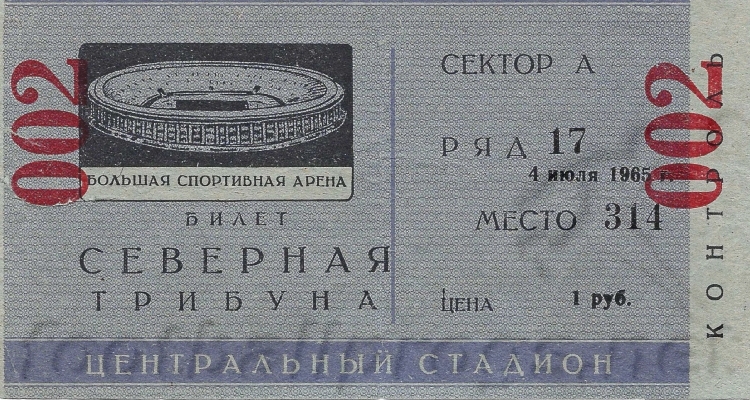 002
БОЛЬШАЯ СПОРТИВНАЯ АРЕНА
БИЛЕТ
СЕВЕРНАЯ
ТРИБУНА
СЕКТОР А
РЯД 17
4 июля 1965 г.
МЕСТО 314
ЦЕНА 1 руб.
002
КОНТРОЛЬ
ЦЕНТРАЛЬНЫЙ СТАДИОН